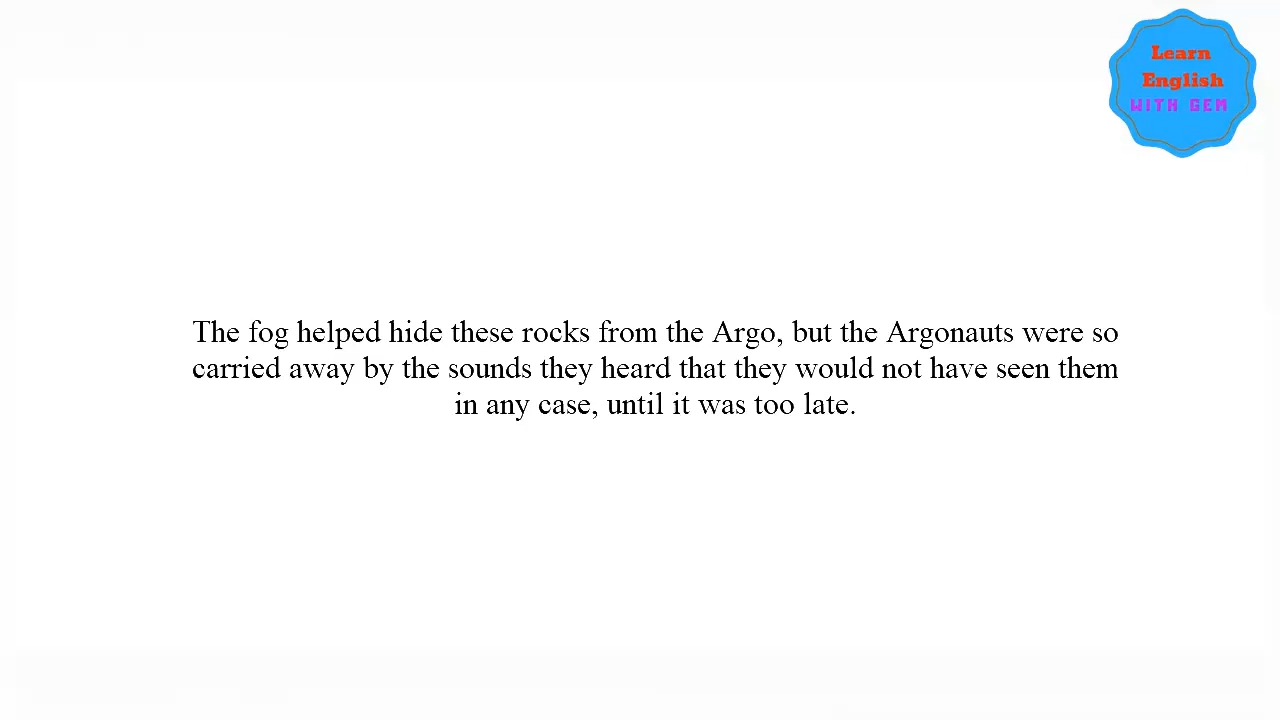 Learn
English
WITH GEM
The fog helped hide these rocks from the Argo, but the Argonauts were so
carried away by the sounds they heard that they would not have seen them
in any case, until it was too late.